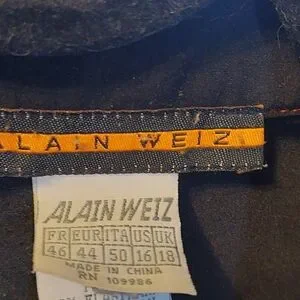 ALAIN WEIZ
ALAIN WEIZ
FR EUR ITA US UK
46 44 50 16 18
MADE IN CHINA
RN 109986